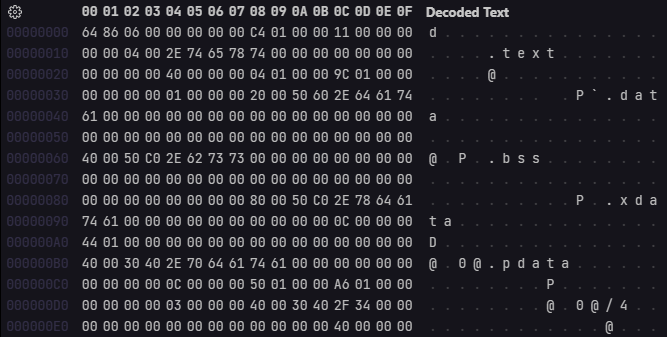 00 01 02 03 04 05 06 07 08 09 0A 0B 0C 0D 0E 0F Decoded Text
00000000 64 86 06 00 00 00 00 00 C4 01 00 00 11 00 00 00 d . . . . . . . . . . . . . . .
00000010 00 00 04 00 2E 74 65 78 74 00 00 00 00 00 00 00 . . . . . t e x t . . . . . . .
00000020 00 00 00 00 40 00 00 00 04 01 00 00 9C 01 00 00 . . . . @ . . . . . . . . . . .
00000030 00 00 00 00 01 00 00 00 20 00 50 60 2E 64 61 74 . . . . . . . .   . P ` . d a t
00000040 61 00 00 00 00 00 00 00 00 00 00 00 00 00 00 00 a . . . . . . . . . . . . . . .
00000050 00 00 00 00 00 00 00 00 00 00 00 00 00 00 00 00 . . . . . . . . . . . . . . . .
00000060 40 00 50 C0 2E 62 73 73 00 00 00 00 00 00 00 00 @ . P . . b s s . . . . . . . .
00000070 00 00 00 00 00 00 00 00 00 00 00 00 00 00 00 00 . . . . . . . . . . . . . . . .
00000080 00 00 00 00 00 00 00 00 80 00 50 C0 2E 78 64 61 . . . . . . . . . . P . . x d a
00000090 74 61 00 00 00 00 00 00 00 00 00 00 0C 00 00 00 t a . . . . . . . . . . . . . .
000000A0 44 01 00 00 00 00 00 00 00 00 00 00 00 00 00 00 D . . . . . . . . . . . . . . .
000000B0 40 00 30 40 2E 70 64 61 74 61 00 00 00 00 00 00 @ . 0 @ . p d a t a . . . . . .
000000C0 00 00 00 00 0C 00 00 00 50 01 00 00 A6 01 00 00 . . . . . . . . P . . . . . . .
000000D0 00 00 00 00 03 00 00 00 40 00 30 40 2F 34 00 00 . . . . . . . . @ . 0 @ / 4 . .
000000E0 00 00 00 00 00 00 00 00 00 00 00 00 40 00 00 00 . . . . . . . . . . . . @ . . .